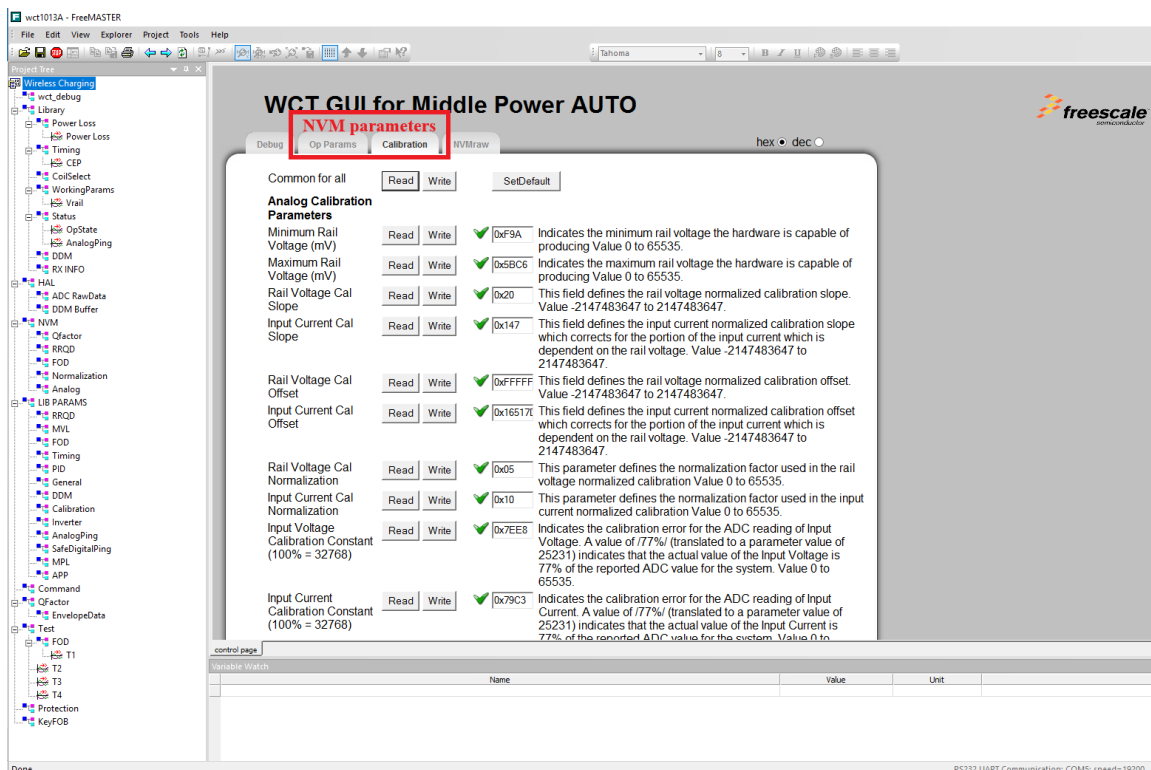 wct1013A - FreeMASTER
File Edit View Explorer Project Tools Help
Tahoma 8 B I U
Project Tree
Wireless Charging
wct_debug
Library
Power Loss
Power Loss
Timing
CEP
CoilSelect
WorkingParams
Vrail
Status
OpState
AnalogPing
DDM
RX INFO
HAL
ADC RawData
DDM Buffer
NVM
Qfactor
RRQD
FOD
Normalization
Analog
LIB PARAMS
RRQD
MVL
FOD
Timing
PID
General
DDM
Calibration
Inverter
AnalogPing
SafeDigitalPing
MPL
APP
Command
QFactor
EnvelopeData
Test
FOD
T1
T2
T3
T4
Protection
KeyFOB
WCT GUI for Middle Power AUTO
freescale
semiconductor
NVM parameters
Debug Op Params Calibration NVMraw
hex dec
Common for all Read Write SetDefault
Analog Calibration
Parameters
Minimum Rail
Voltage (mV)
Read Write 0xF9A
Indicates the minimum rail voltage the hardware is capable of
producing Value 0 to 65535.
Maximum Rail
Voltage (mV)
Read Write 0x5BC6
Indicates the maximum rail voltage the hardware is capable of
producing Value 0 to 65535.
Rail Voltage Cal
Slope
Read Write 0x20
This field defines the rail voltage normalized calibration slope.
Value -2147483647 to 2147483647.
Input Current Cal
Slope
Read Write 0x147
This field defines the input current normalized calibration slope
which corrects for the portion of the input current which is
dependent on the rail voltage. Value -2147483647 to
2147483647.
Rail Voltage Cal
Offset
Read Write 0xFFFFF
This field defines the rail voltage normalized calibration offset.
Value -2147483647 to 2147483647.
Input Current Cal
Offset
Read Write
This field defines the input current normalized calibration offset
which corrects for the portion of the input current which is
dependent on the rail voltage. Value -2147483647 to
2147483647.
Rail Voltage Cal
Normalization
Read Write 0x05
This parameter defines the normalization factor used in the rail
voltage normalized calibration Value 0 to 65535.
Input Current Cal
Normalization
Read Write 0x10
This parameter defines the normalization factor used in the input
current normalized calibration Value 0 to 65535.
Input Voltage
Calibration Constant
(100% = 32768)
Read Write 0x7EE8
Indicates the calibration error for the ADC reading of Input
Voltage. A value of /77%/ (translated to a parameter value of
25231) indicates that the actual value of the Input Voltage is
77% of the reported ADC value for the system. Value 0 to
65535.
Input Current
Calibration Constant
(100% = 32768)
Read Write 0x79C3
Indicates the calibration error for the ADC reading of Input
Current. A value of /77%/ (translated to a parameter value of
25231) indicates that the actual value of the Input Current is
77% of the reported ADC value for the system. Value 0 to
control page
Variable Watch
Name Value Unit
Done
RS232 UART Communication: COM5: speed=19200